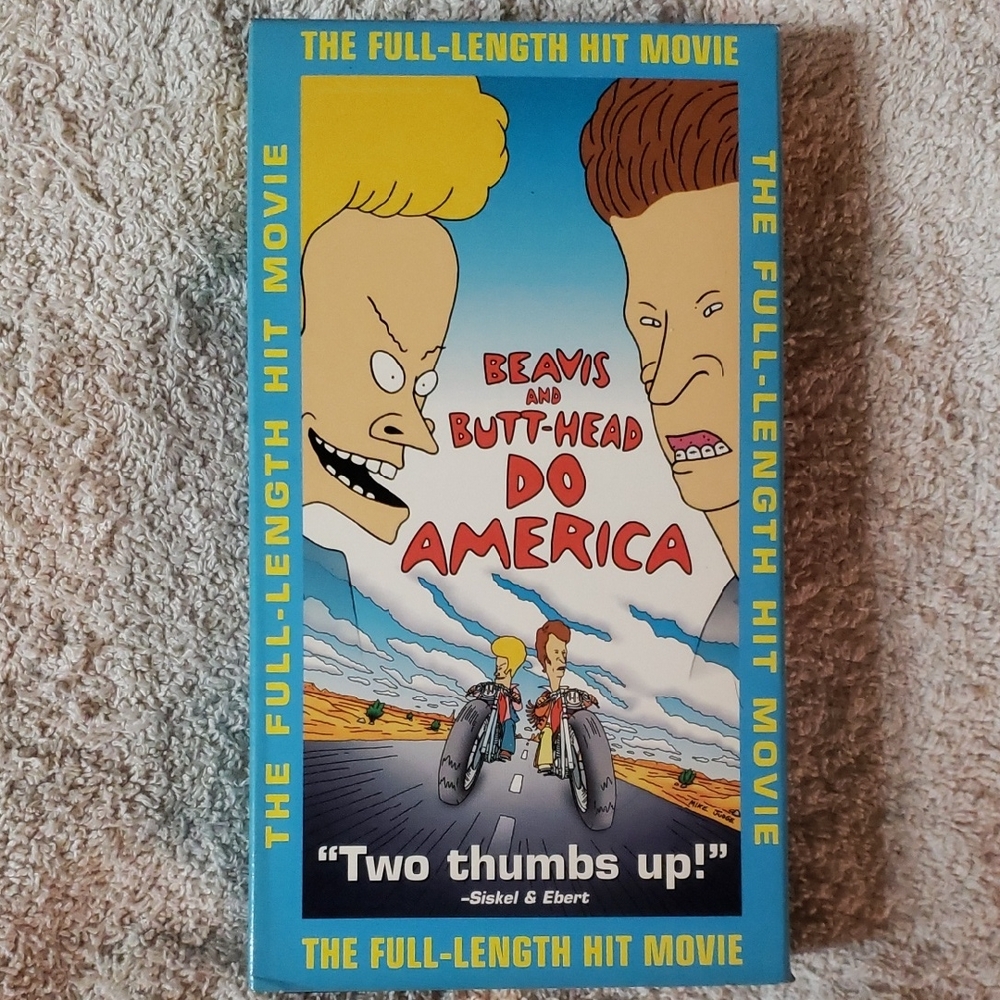 THE FULL-LENGTH HIT MOVIE
THE FULL-LENGTH HIT MOVIE
THE FULL-LENGTH HIT MOVIE
BEAVIS
AND
BUTT-HEAD
DO
AMERICA
MIKE JUDGE
“Two thumbs up!”
–Siskel & Ebert
THE FULL-LENGTH HIT MOVIE